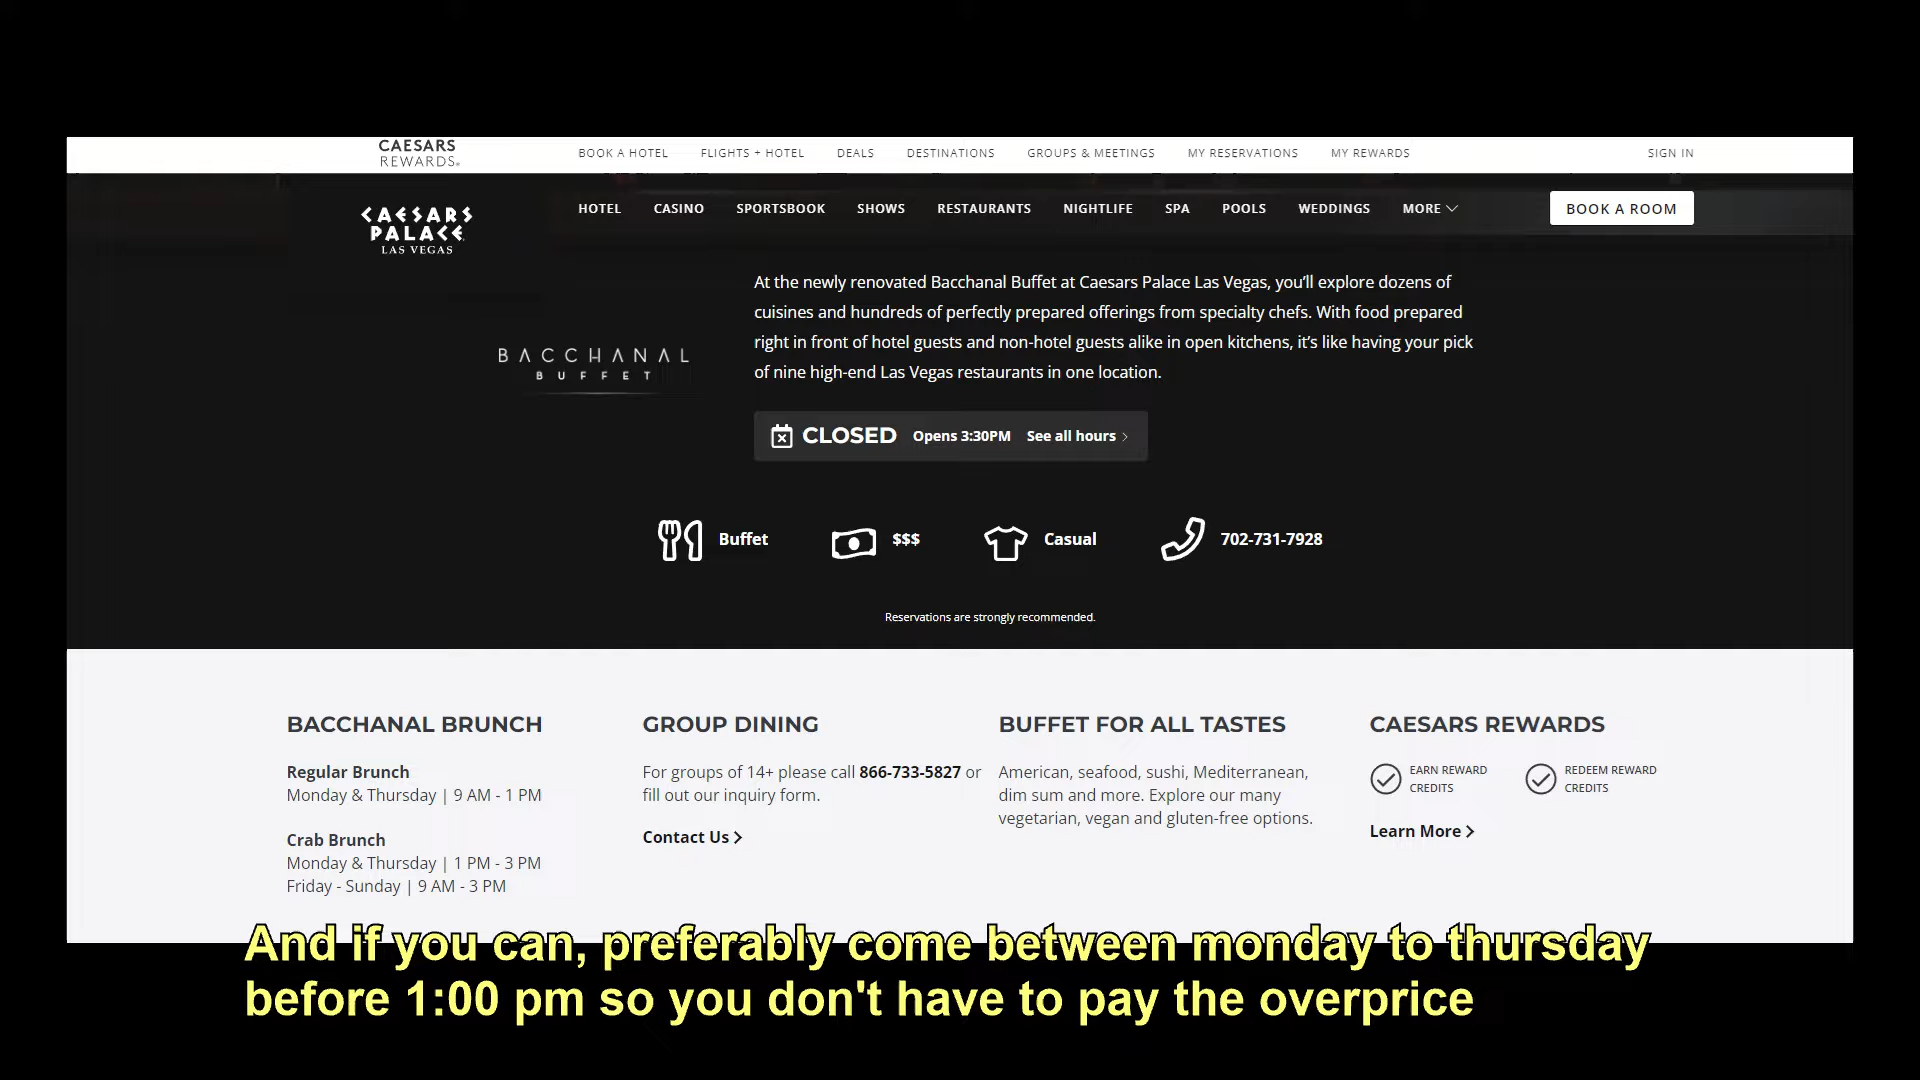 CAESARS
REWARDS®
BOOK A HOTEL FLIGHTS + HOTEL DEALS DESTINATIONS GROUPS & MEETINGS MY RESERVATIONS MY REWARDS SIGN IN
CAESARS
PALACE
LAS VEGAS
HOTEL CASINO SPORTSBOOK SHOWS RESTAURANTS NIGHTLIFE SPA POOLS WEDDINGS MORE BOOK A ROOM
BACCHANAL
BUFFET
At the newly renovated Bacchanal Buffet at Caesars Palace Las Vegas, you’ll explore dozens of
cuisines and hundreds of perfectly prepared offerings from specialty chefs. With food prepared
right in front of hotel guests and non-hotel guests alike in open kitchens, it’s like having your pick
of nine high-end Las Vegas restaurants in one location.
CLOSED Opens 3:30PM See all hours >
Buffet $$$ Casual 702-731-7928
Reservations are strongly recommended.
BACCHANAL BRUNCH
Regular Brunch
Monday & Thursday | 9 AM - 1 PM
Crab Brunch
Monday & Thursday | 1 PM - 3 PM
Friday - Sunday | 9 AM - 3 PM
GROUP DINING
For groups of 14+ please call 866-733-5827 or
fill out our inquiry form.
Contact Us >
BUFFET FOR ALL TASTES
American, seafood, sushi, Mediterranean,
dim sum and more. Explore our many
vegetarian, vegan and gluten-free options.
CAESARS REWARDS
EARN REWARD
CREDITS
REDEEM REWARD
CREDITS
Learn More >
And if you can, preferably come between monday to thursday
before 1:00 pm so you don't have to pay the overprice